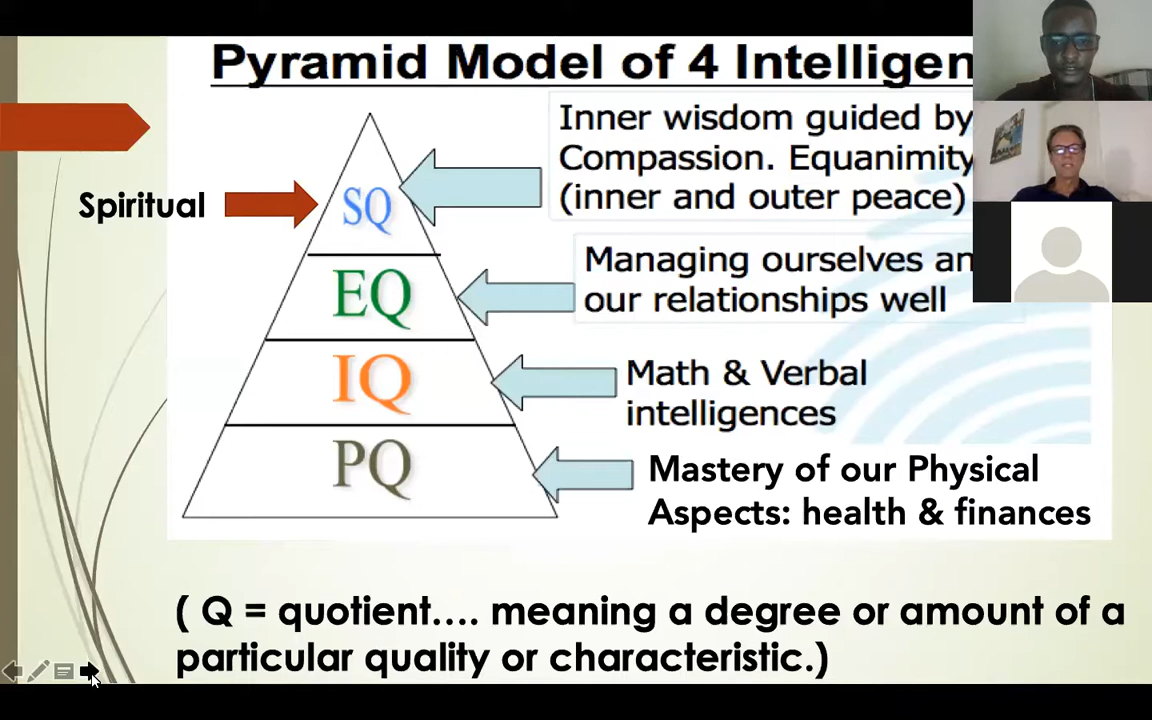 Pyramid Model of 4 Intelligen
Inner wisdom guided by
Compassion. Equanimity
(inner and outer peace)
Spiritual
SQ
EQ
Managing ourselves an
our relationships well
IQ
Math & Verbal
intelligences
PQ
Mastery of our Physical
Aspects: health & finances
( Q = quotient.... meaning a degree or amount of a
particular quality or characteristic.)